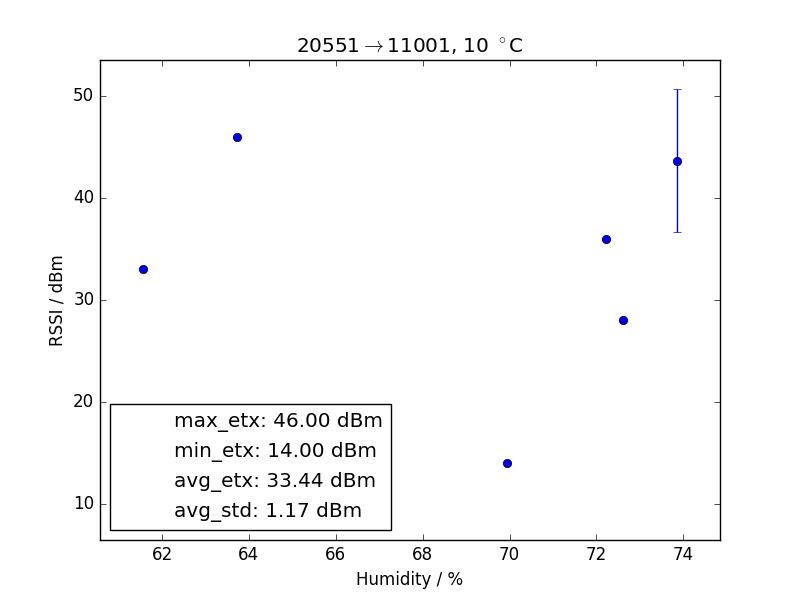 20551→11001, 10 °C
50
40
30
20
10
RSSI / dBm
max_etx: 46.00 dBm
min_etx: 14.00 dBm
avg_etx: 33.44 dBm
avg_std: 1.17 dBm
62 64 66 68 70 72 74
Humidity / %